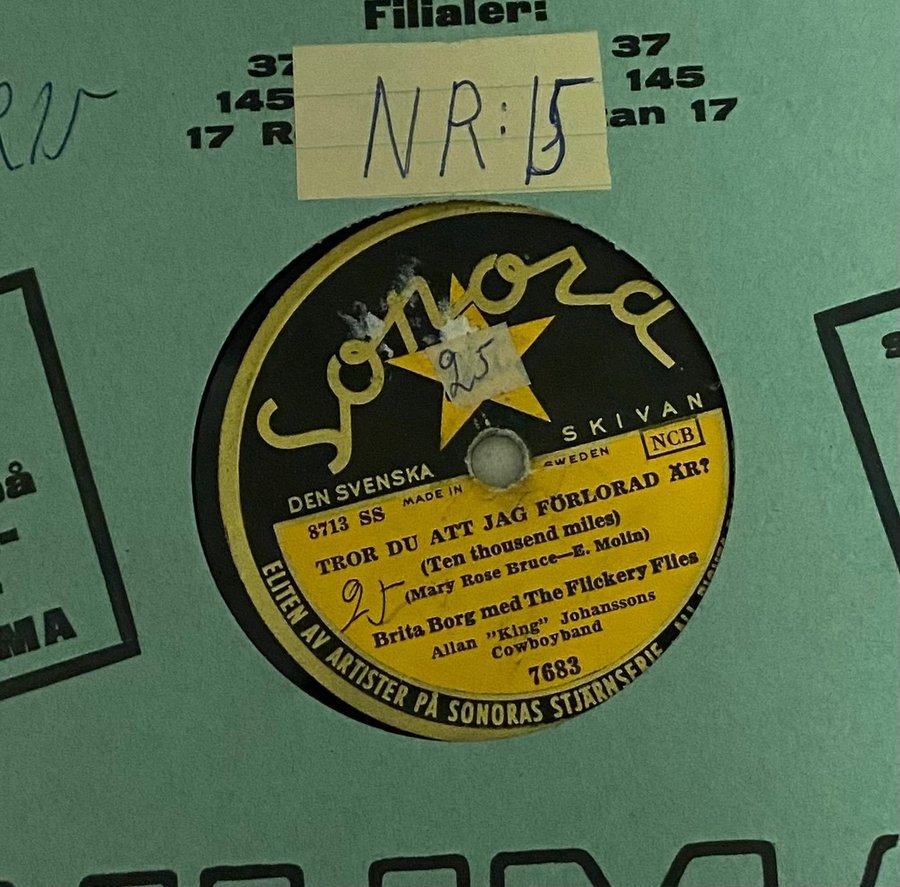 Filialer:
37
145
145
17
an 17
NR: 15
Sonora
25
DEN SVENSKA
SKIVAN
MADE IN
SWEDEN
NCB
8713 SS
TROR DU ATT JAG FÖRLORAD ÄR?
(Ten thousend miles)
(Mary Rose Bruce—E. Molin)
25
Brita Borg med The Flickery Flies
Allan "King" Johanssons
Cowboyband
7683
ELITEN AV ARTISTER PÅ SONORAS STJÄRNSERIE
på
MA